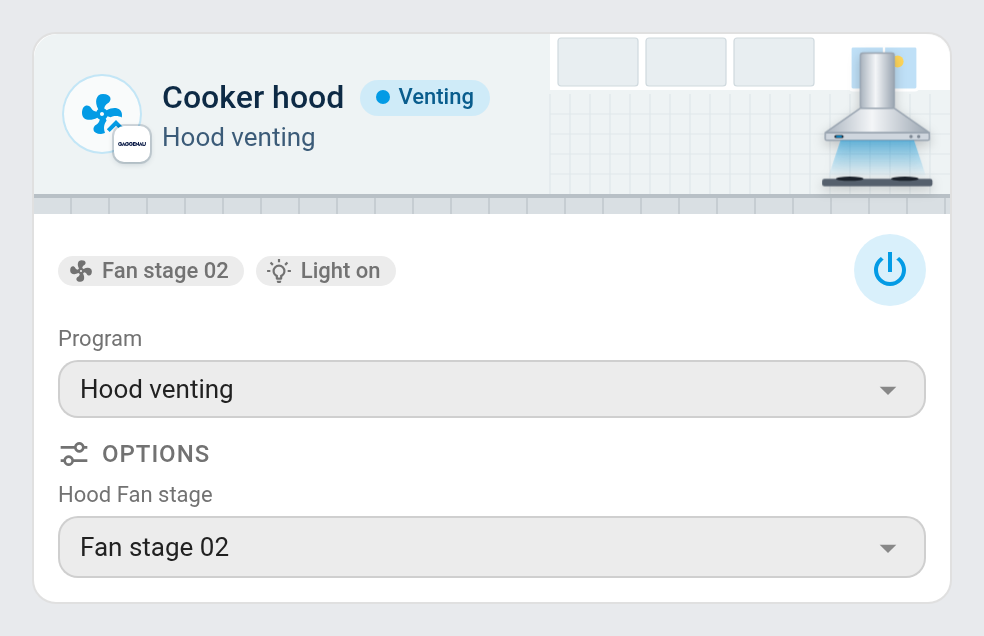 Cooker hood
Venting
Hood venting
GAGGENAU
Fan stage 02
Light on
Program
Hood venting
OPTIONS
Hood Fan stage
Fan stage 02